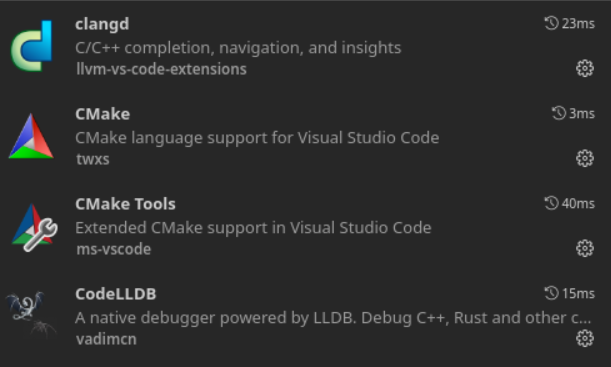 clangd
23ms
C/C++ completion, navigation, and insights
llvm-vs-code-extensions
CMake
3ms
CMake language support for Visual Studio Code
twxs
CMake Tools
40ms
Extended CMake support in Visual Studio Code
ms-vscode
CodeLLDB
15ms
A native debugger powered by LLDB. Debug C++, Rust and other c...
vadimcn